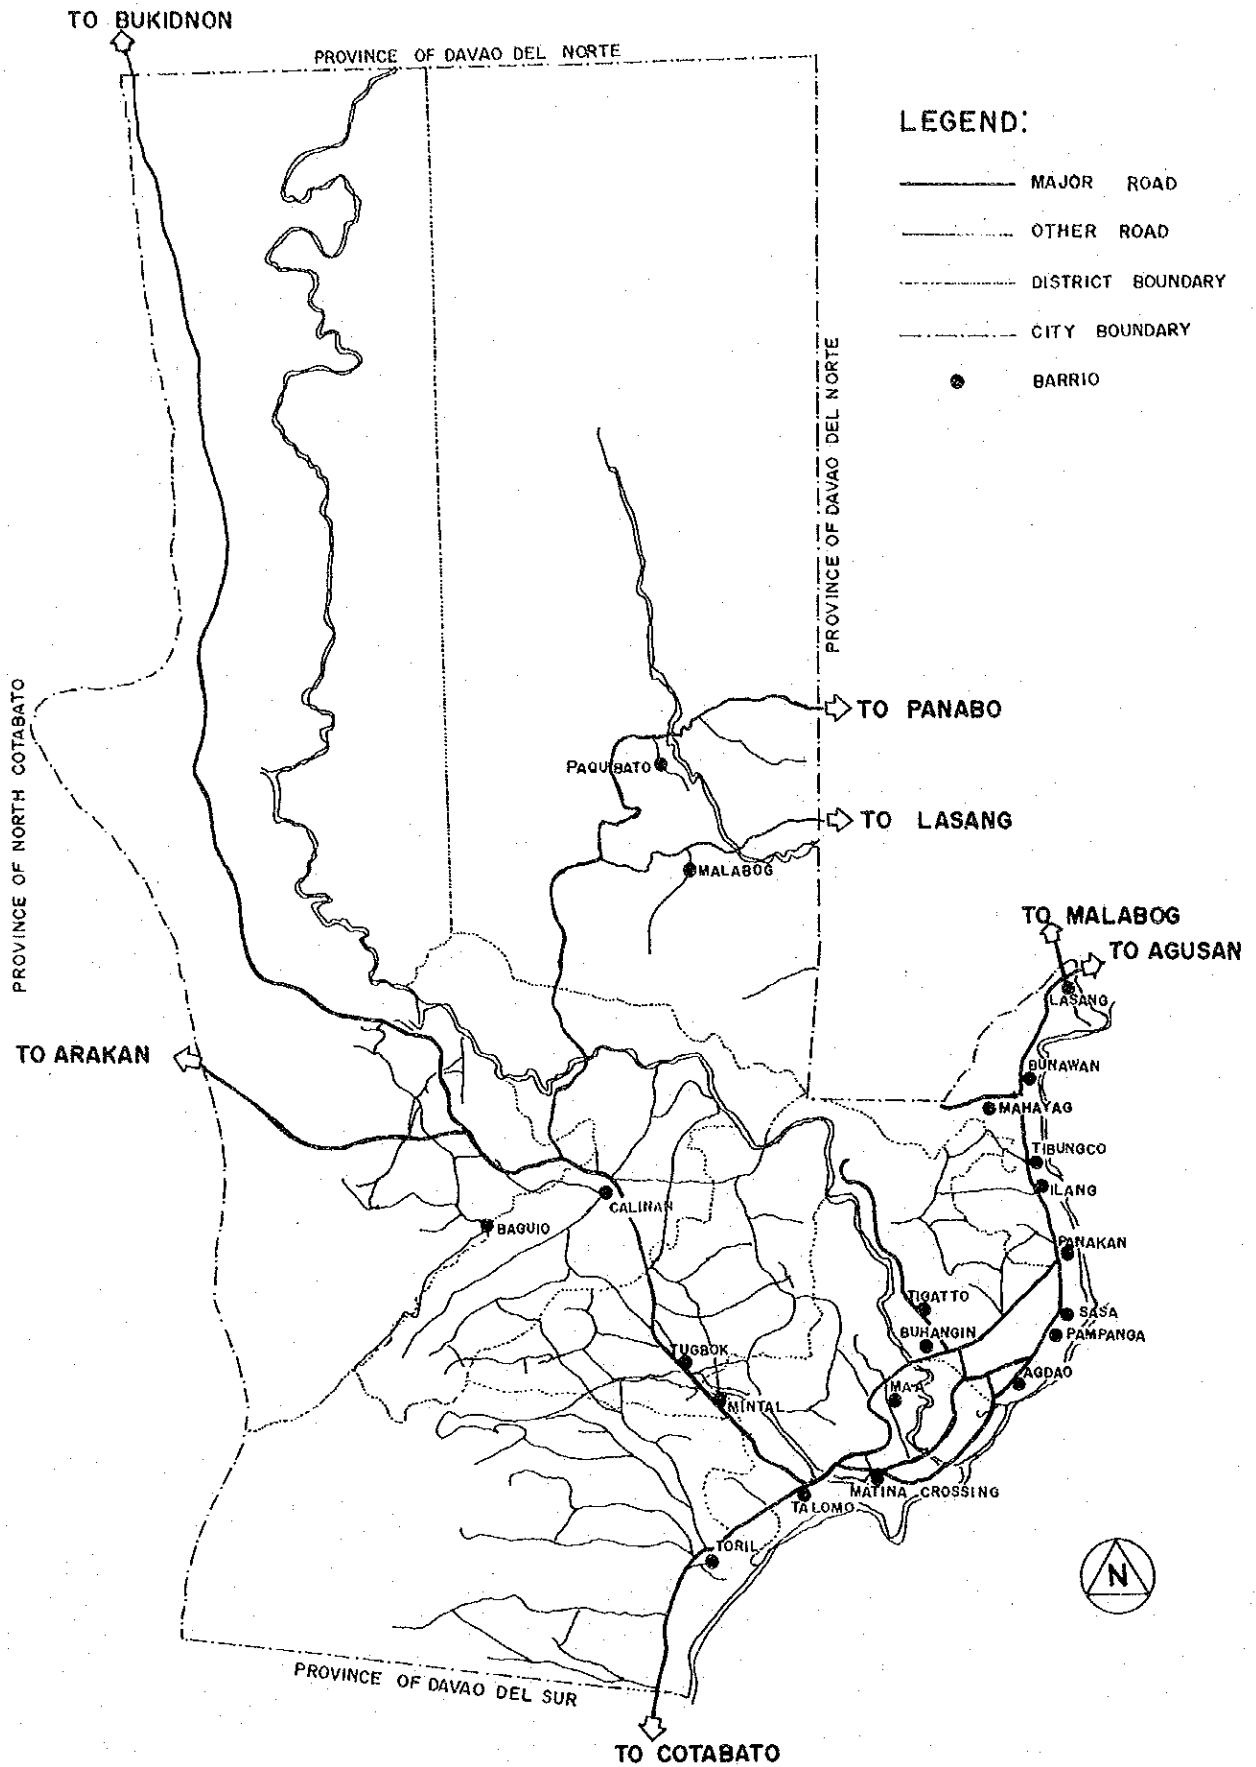 TO BUKIDNON
PROVINCE OF DAVAO DEL NORTE
LEGEND:
MAJOR ROAD
OTHER ROAD
DISTRICT BOUNDARY
CITY BOUNDARY
BARRIO
PROVINCE OF DAVAO DEL NORTE
PROVINCE OF NORTH COTABATO
TO PANABO
PAQUIBATO
TO LASANG
MALABOG
TO MALABOG
TO AGUSAN
LASANG
TO ARAKAN
BUNAWAN
MAHAYAG
TIBUNGCO
ILANG
CALINAN
BAGUIO
PANAKAN
TIGATTO
SASA
BUHANGIN
PAMPANGA
TUGBOK
AGDAO
MAA
MINTAL
MATINA CROSSING
TALOMO
TORIL
N
PROVINCE OF DAVAO DEL SUR
TO COTABATO